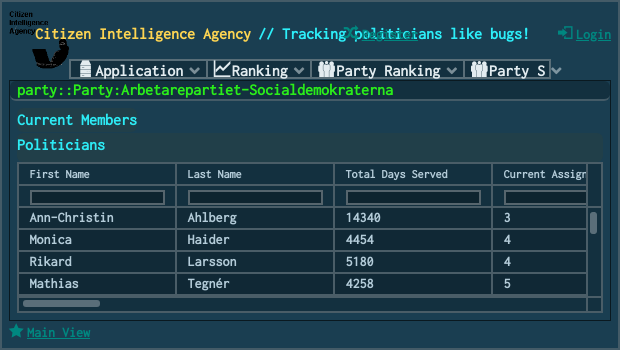 Citizen
Intelligence
Agency
Citizen Intelligence Agency // Tracking politicians like bugs!
Register
Login
Application
Ranking
Party Ranking
Party S
party::Party:Arbetarepartiet-Socialdemokraterna
Current Members
Politicians
First Name Last Name Total Days Served Current Assign
Ann-Christin Ahlberg 14340 3
Monica Haider 4454 4
Rikard Larsson 5180 4
Mathias Tegnér 4258 5
Main View